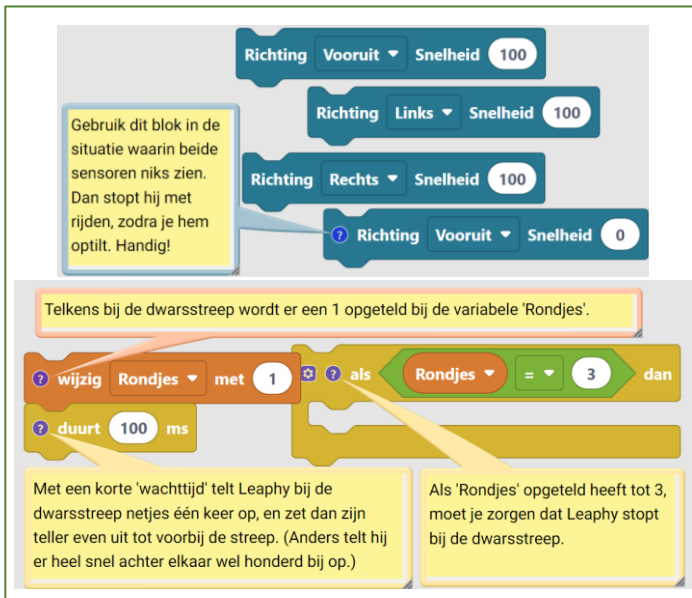 Richting Vooruit Snelheid 100
Richting Links Snelheid 100
Gebruik dit blok in de
situatie waarin beide
sensoren niks zien.
Dan stopt hij met
rijden, zodra je hem
optilt. Handig!
Richting Rechts Snelheid 100
? Richting Vooruit Snelheid 0
Telkens bij de dwarsstreep wordt er een 1 opgeteld bij de variabele 'Rondjes'.
? wijzig Rondjes met 1
? als Rondjes = 3 dan
? duurt 100 ms
Met een korte 'wachttijd' telt Leaphy bij de
dwarsstreep netjes één keer op, en zet dan zijn
teller even uit tot voorbij de streep. (Anders telt hij
er heel snel achter elkaar wel honderd bij op.)
Als 'Rondjes' opgeteld heeft tot 3,
moet je zorgen dat Leaphy stopt
bij de dwarsstreep.